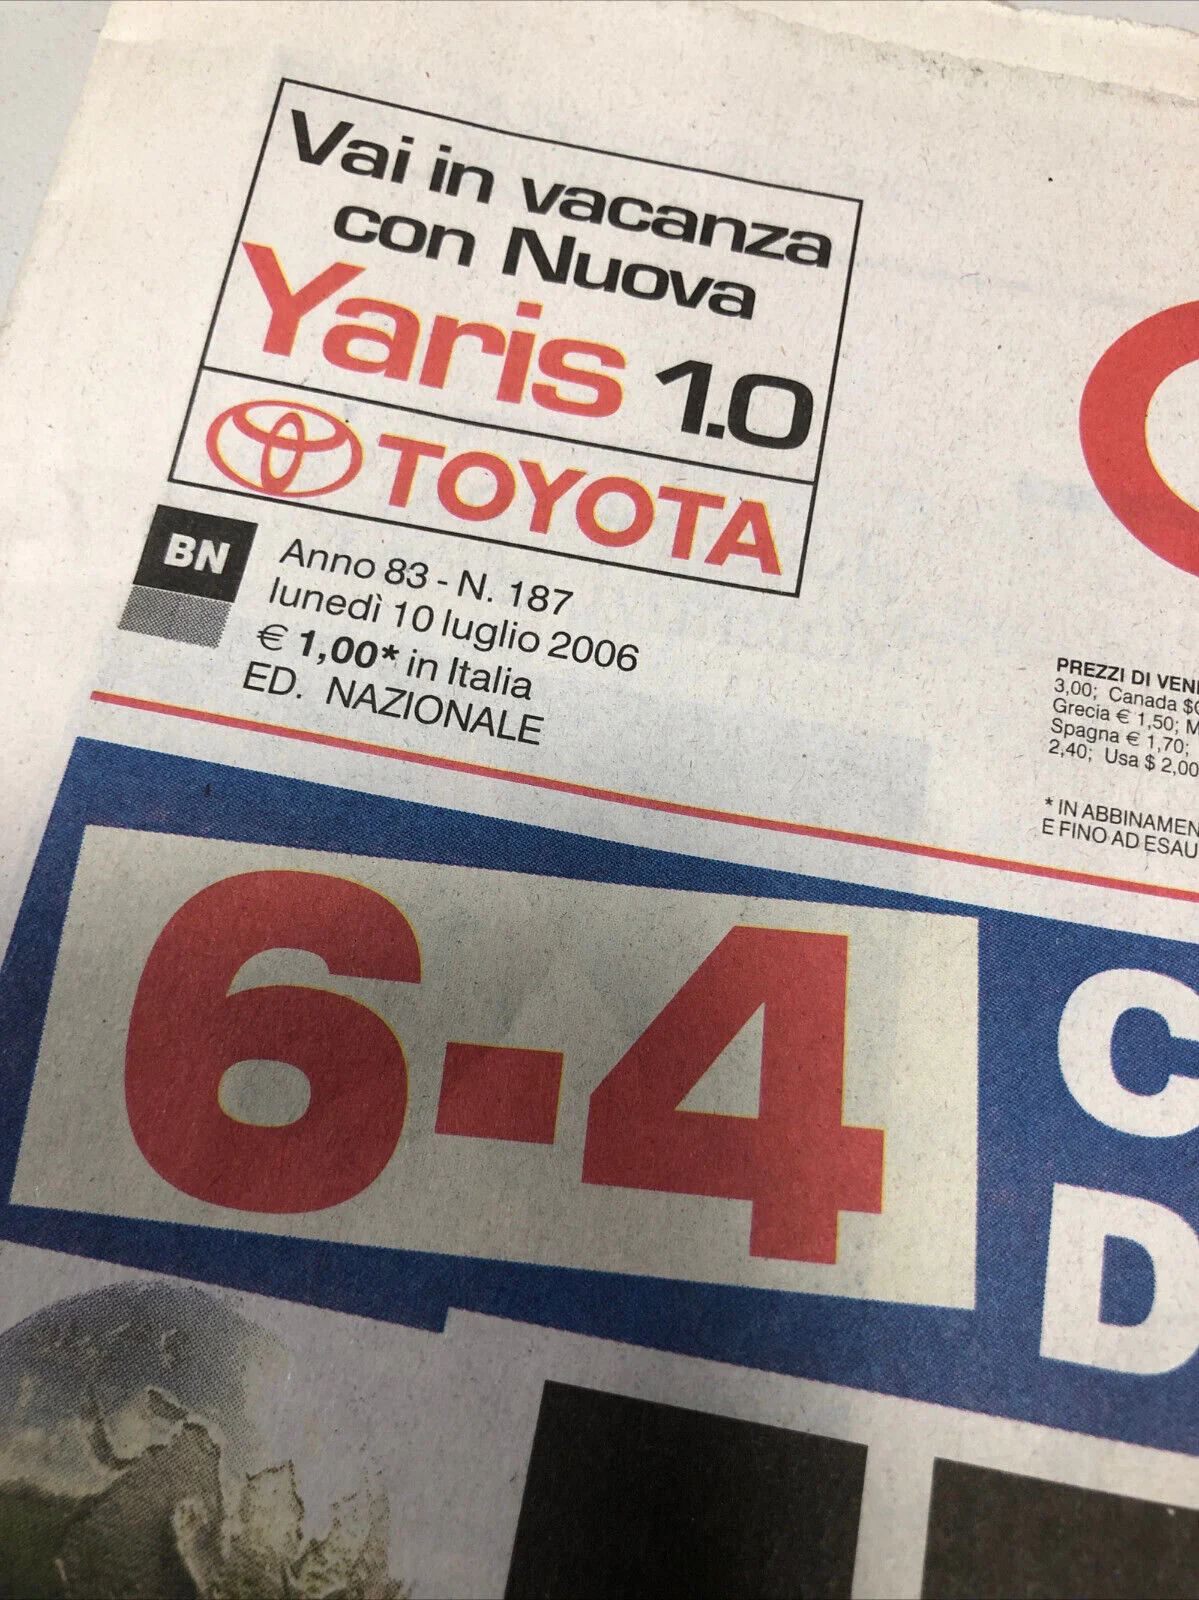 Vai in vacanza
con Nuova
Yaris 1.0
TOYOTA
BN
Anno 83 - N. 187
lunedì 10 luglio 2006
€ 1,00* in Italia
ED. NAZIONALE
PREZZI DI VEN
3,00; Canada $C
Grecia € 1,50; M
Spagna € 1,70;
2,40; Usa $ 2,00
* IN ABBINAMEN
E FINO AD ESAU
6-4
C
D